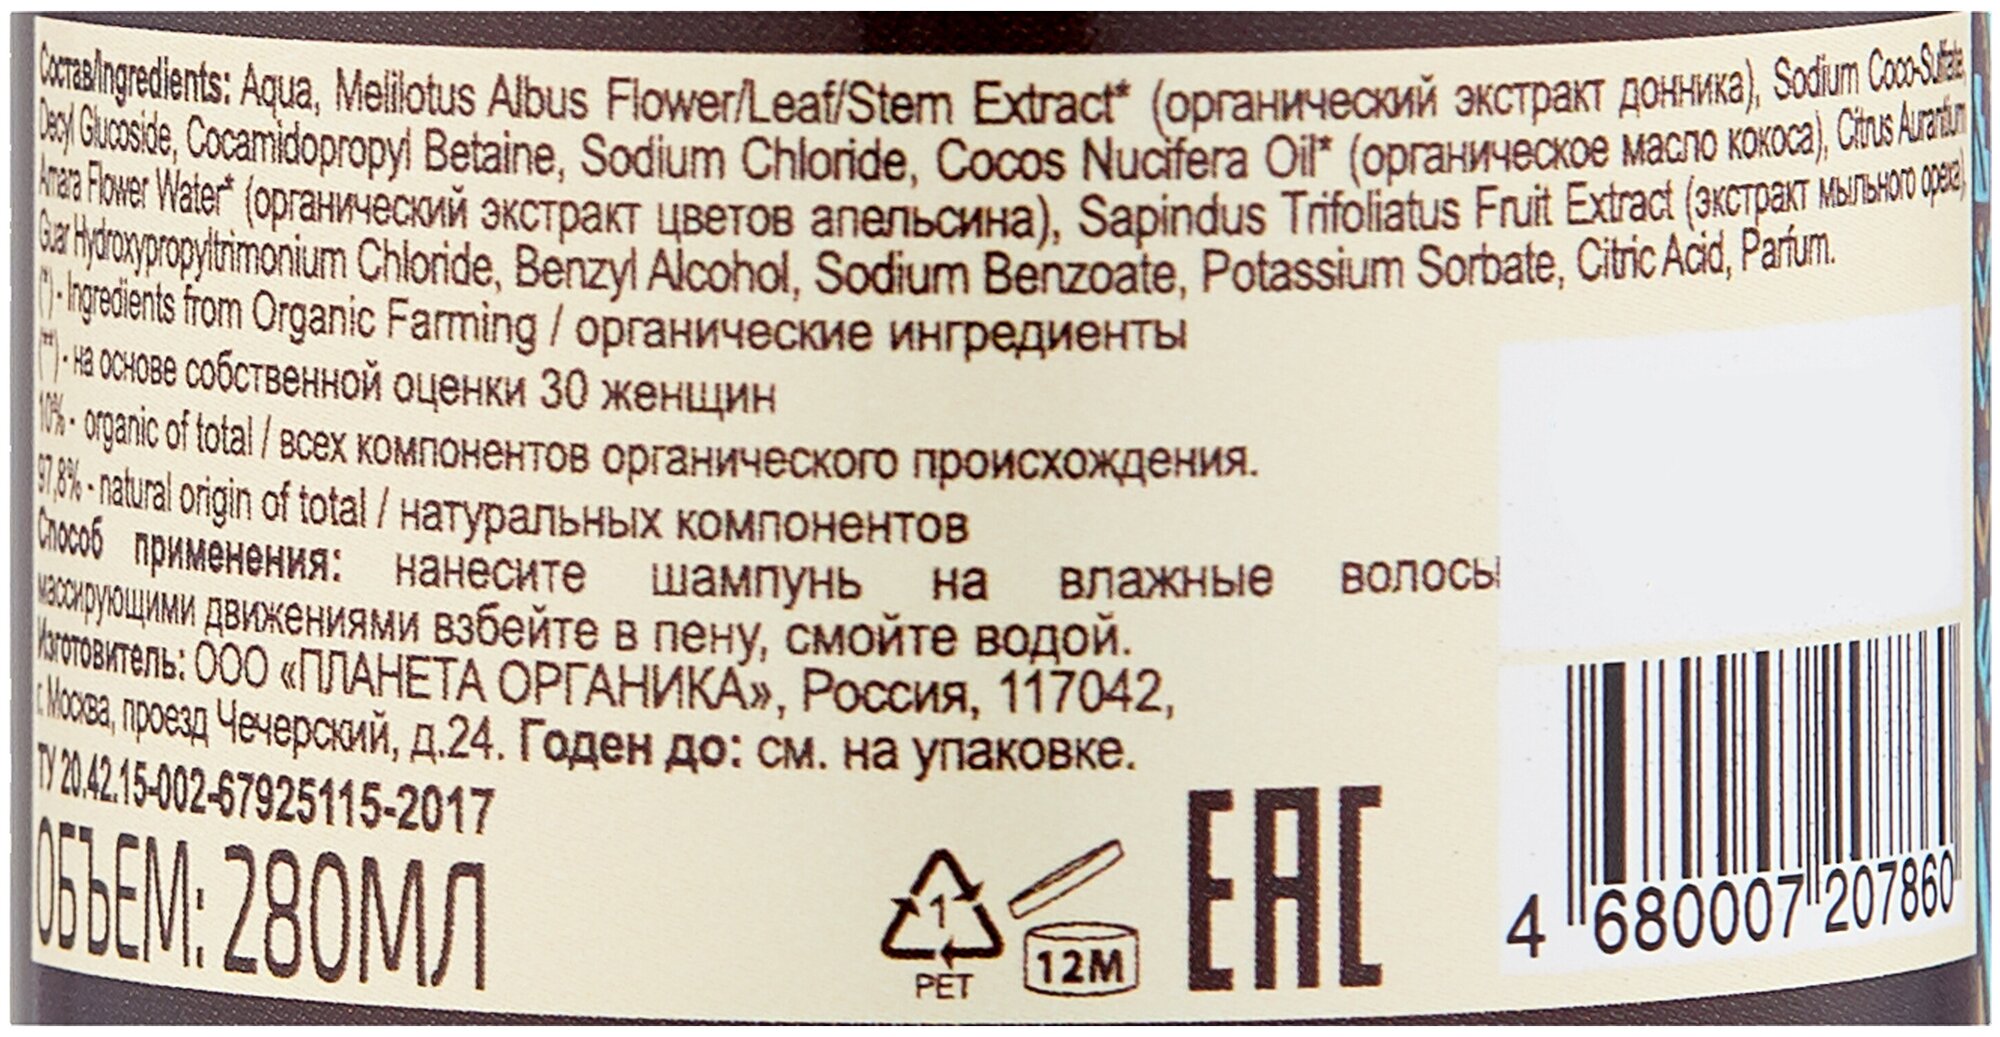 Состав/Ingredients: Aqua, Melilotus Albus Flower/Leaf/Stem Extract* (органический экстракт донника), Sodium Coco-Sulfate,
Decyl Glucoside, Cocamidopropyl Betaine, Sodium Chloride, Cocos Nucifera Oil* (органическое масло кокоса), Citrus Aurantium
Amara Flower Water* (органический экстракт цветов апельсина), Sapindus Trifoliatus Fruit Extract (экстракт мыльного ореха),
Guar Hydroxypropyltrimonium Chloride, Benzyl Alcohol, Sodium Benzoate, Potassium Sorbate, Citric Acid, Parfum.
(*) - Ingredients from Organic Farming / органические ингредиенты
(**) - на основе собственной оценки 30 женщин
10% - organic of total / всех компонентов органического происхождения.
97,8% - natural origin of total / натуральных компонентов
Способ применения: нанесите шампунь на влажные волосы
массирующими движениями взбейте в пену, смойте водой.
Изготовитель: ООО «ПЛАНЕТА ОРГАНИКА», Россия, 117042,
г. Москва, проезд Чечерский, д.24. Годен до: см. на упаковке.
ТУ 20.42.15-002-67925115-2017
ОБЪЕМ: 280МЛ
1
PET
12M
EAC
4 680007 207860